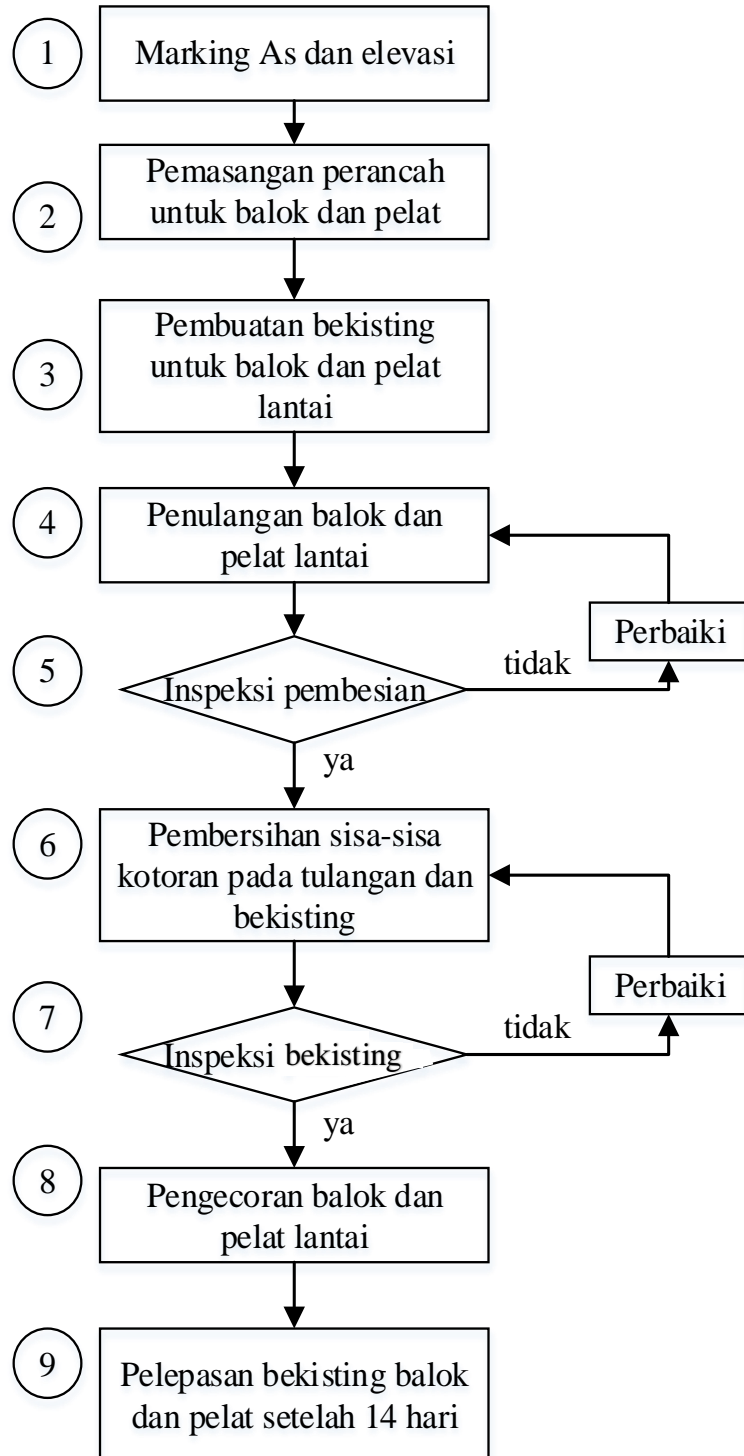 1
Marking As dan elevasi
2
Pemasangan perancah
untuk balok dan pelat
3
Pembuatan bekisting
untuk balok dan pelat
lantai
4
Penulangan balok dan
pelat lantai
Perbaiki
5
Inspeksi pembesian
tidak
ya
6
Pembersihan sisa-sisa
kotoran pada tulangan dan
bekisting
Perbaiki
7
Inspeksi bekisting
tidak
ya
8
Pengecoran balok dan
pelat lantai
9
Pelepasan bekisting balok
dan pelat setelah 14 hari